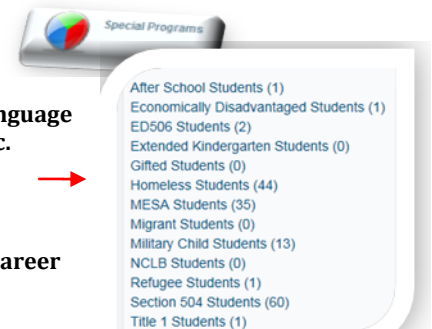 Special Programs
After School Students (1)
Economically Disadvantaged Students (1)
ED506 Students (2)
Extended Kindergarten Students (0)
Gifted Students (0)
Homeless Students (44)
MESA Students (35)
Migrant Students (0)
Military Child Students (13)
NCLB Students (0)
Refugee Students (1)
Section 504 Students (60)
Title 1 Students (1)
nguage
c.
areer